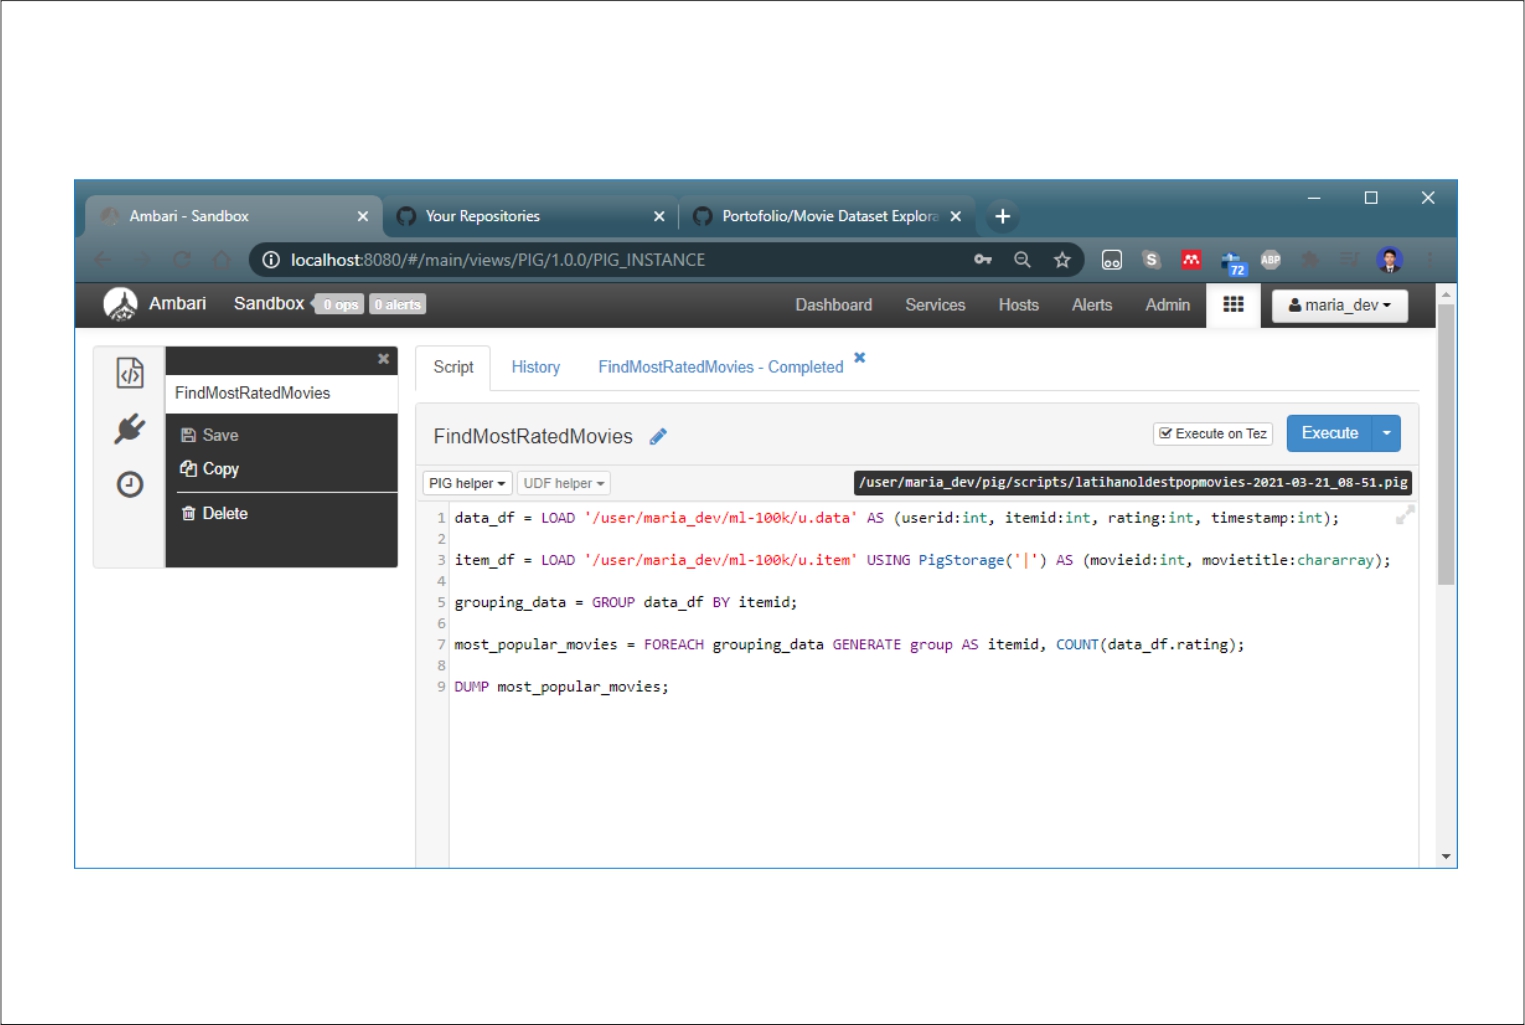 Ambari - Sandbox
Your Repositories
Portofolio/Movie Dataset Explora
localhost:8080/#/main/views/PIG/1.0.0/PIG_INSTANCE
S
72
ABP
Ambari Sandbox 0 ops 0 alerts Dashboard Services Hosts Alerts Admin maria_dev
FindMostRatedMovies
Save
Copy
Delete
Script History FindMostRatedMovies - Completed
FindMostRatedMovies
Execute on Tez Execute
PIG helper UDF helper /user/maria_dev/pig/scripts/latihanoldestpopmovies-2021-03-21_08-51.pig
1 data_df = LOAD '/user/maria_dev/ml-100k/u.data' AS (userid:int, itemid:int, rating:int, timestamp:int);
2
3 item_df = LOAD '/user/maria_dev/ml-100k/u.item' USING PigStorage('|') AS (movieid:int, movietitle:chararray);
4
5 grouping_data = GROUP data_df BY itemid;
6
7 most_popular_movies = FOREACH grouping_data GENERATE group AS itemid, COUNT(data_df.rating);
8
9 DUMP most_popular_movies;